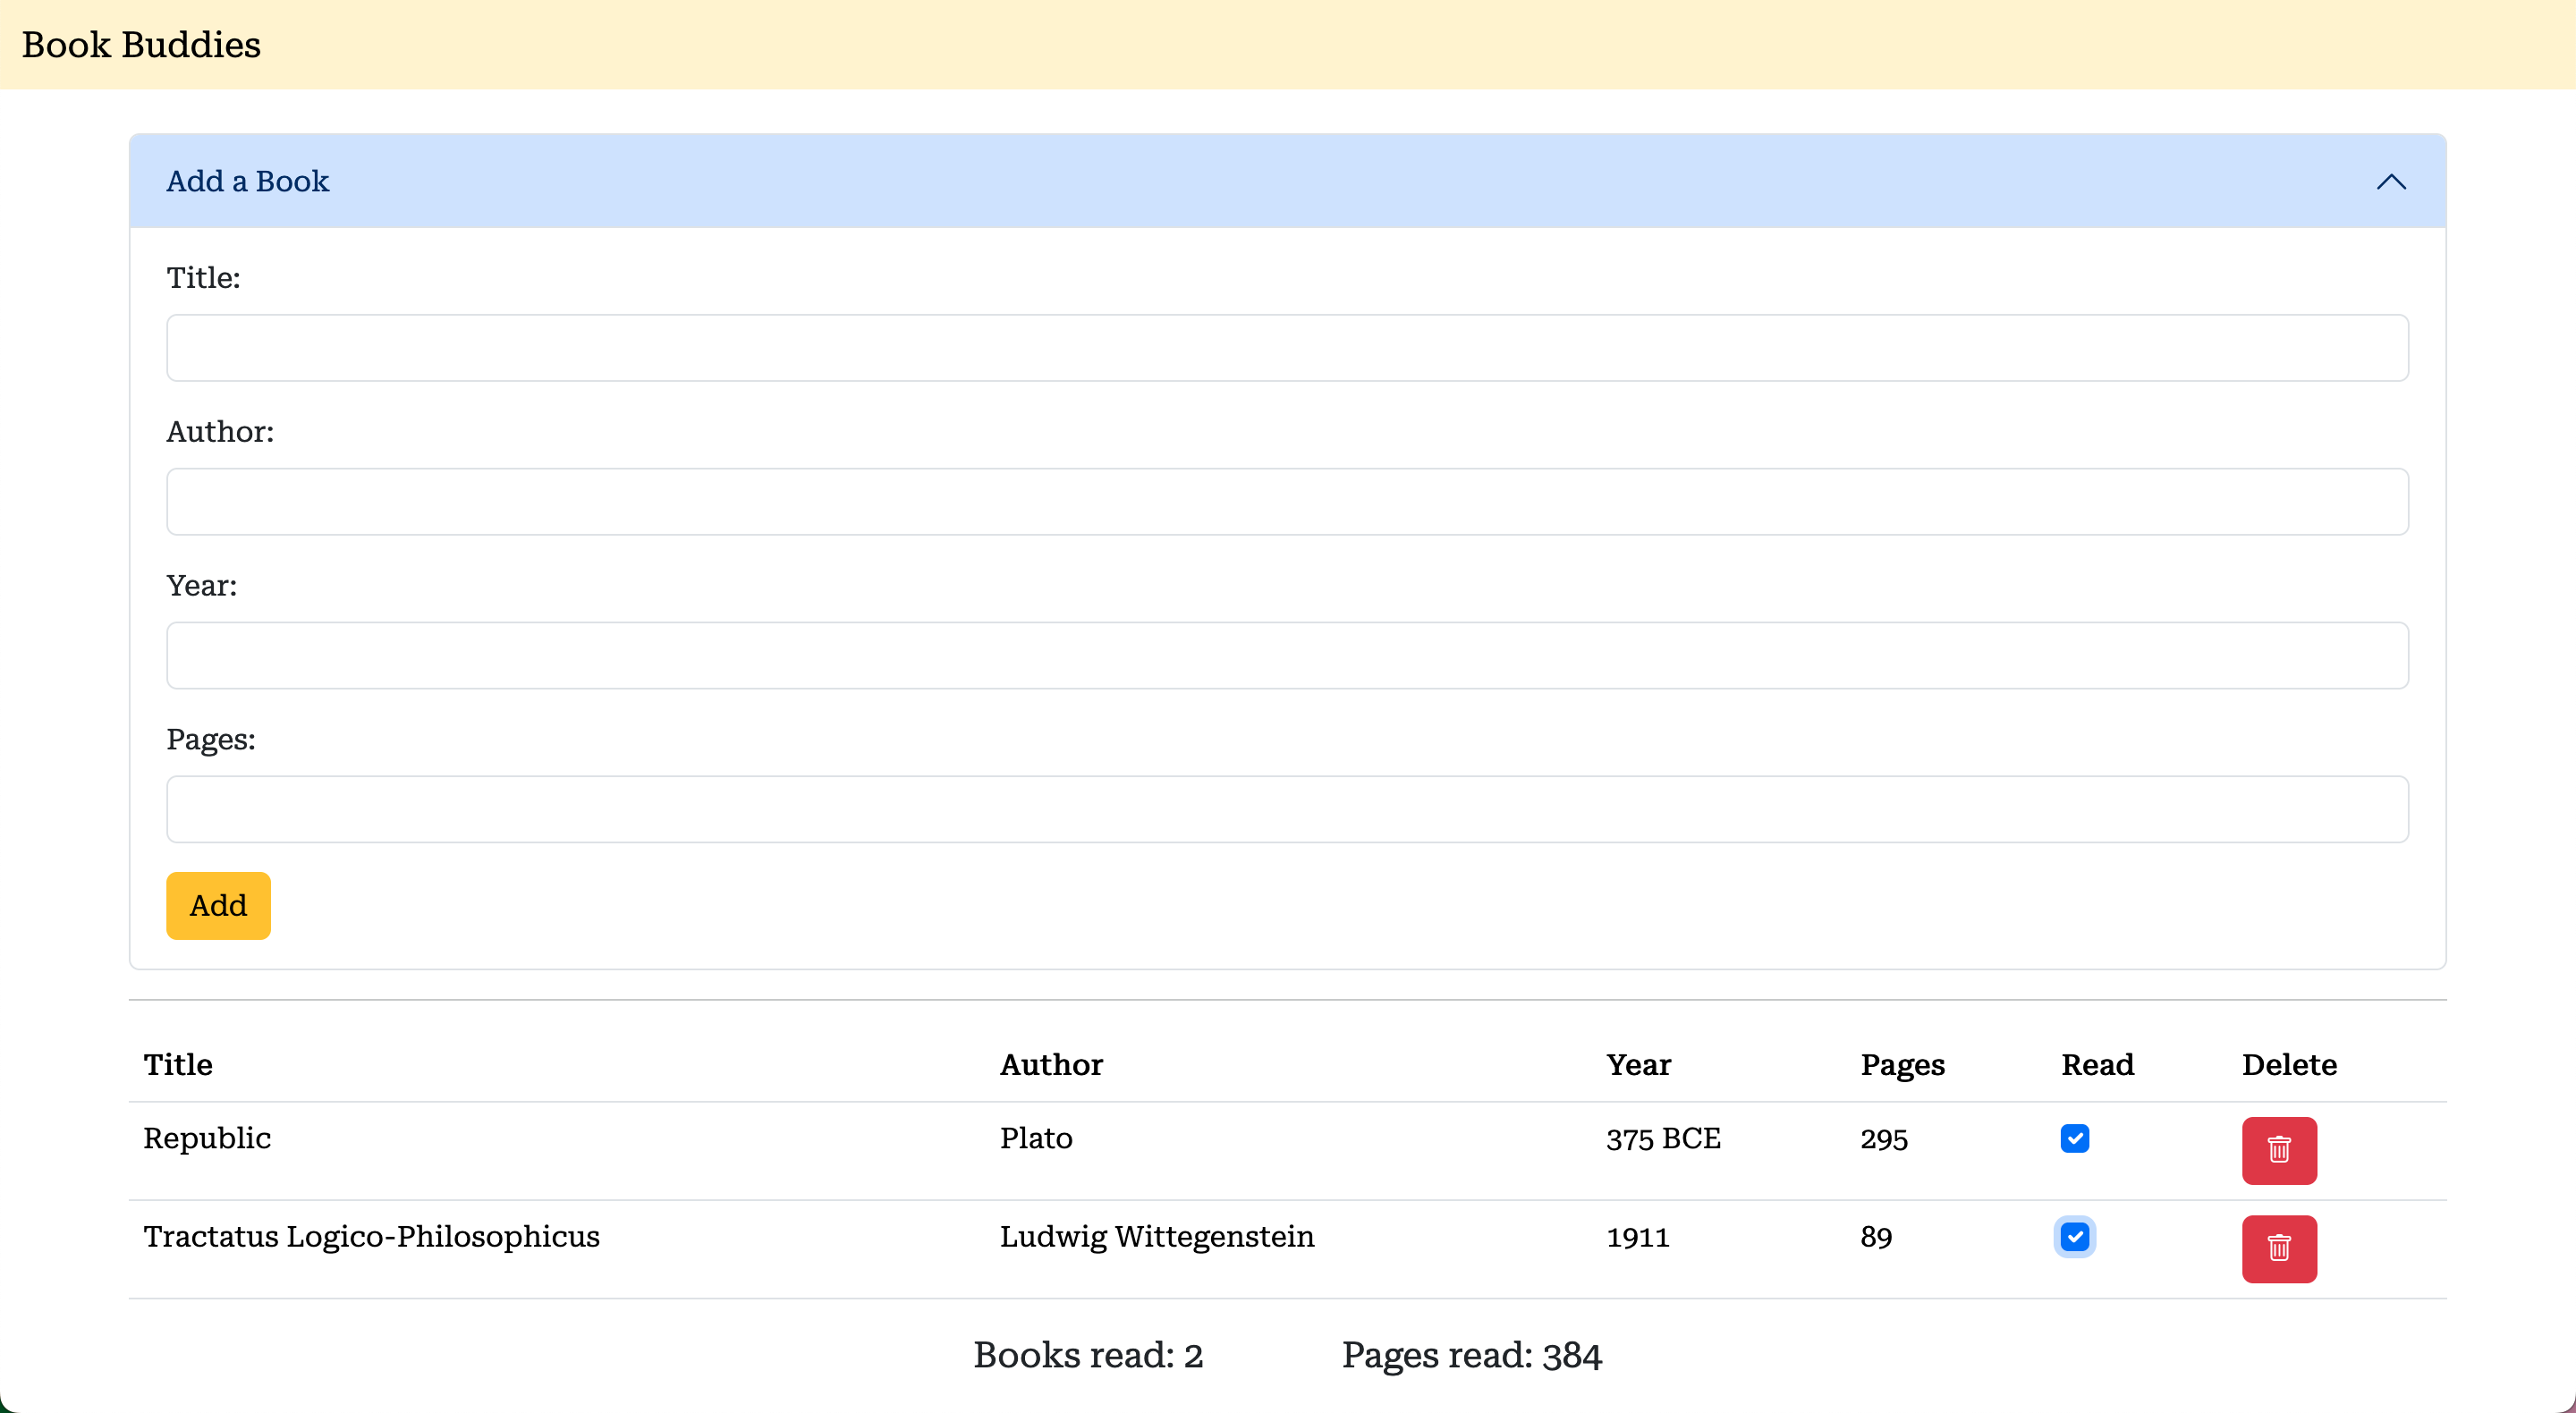 Book Buddies
Add a Book
Title:
Author:
Year:
Pages:
Add
Title Author Year Pages Read Delete
Republic Plato 375 BCE 295
Tractatus Logico-Philosophicus Ludwig Wittegenstein 1911 89
Books read: 2 Pages read: 384